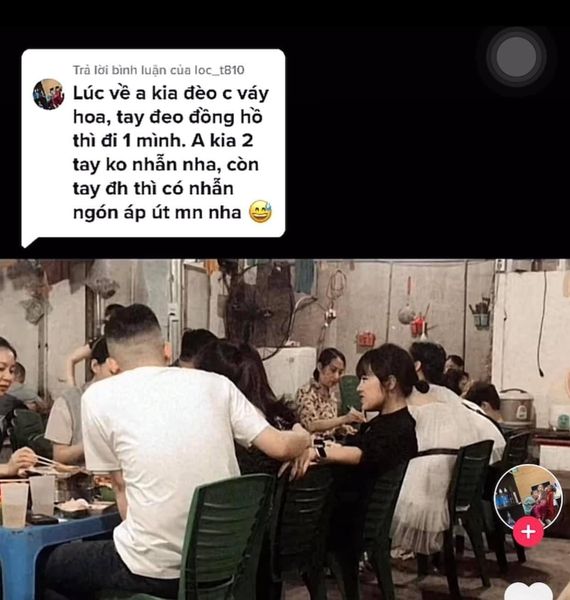 Trả lời bình luận của loc_t810
Lúc về a kia đèo c váy
hoa, tay đeo đồng hồ
thì đi 1 mình. A kia 2
tay ko nhẫn nha, còn
tay đh thì có nhẫn
ngón áp út mn nha 😅